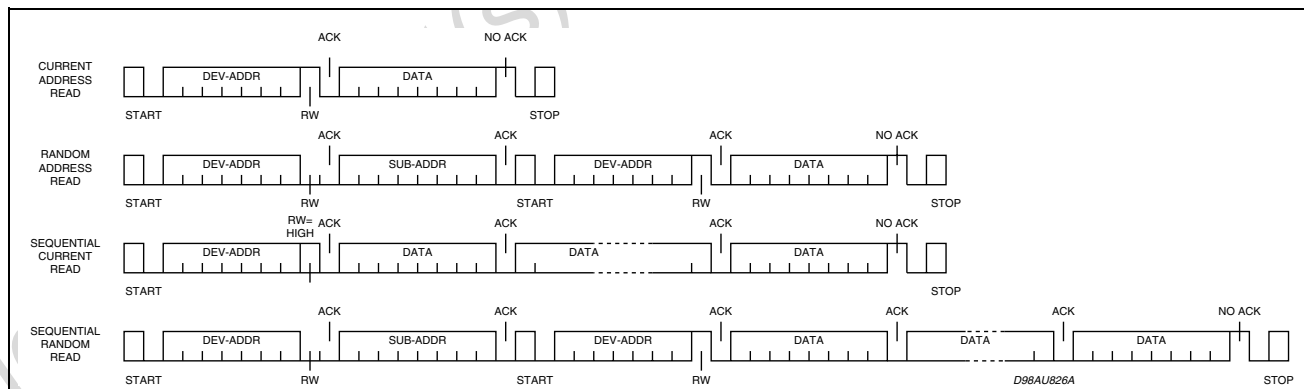 ACK NO ACK
CURRENT
ADDRESS
READ
DEV-ADDR DATA
START RW STOP
ACK ACK ACK NO ACK
RANDOM
ADDRESS
READ
DEV-ADDR SUB-ADDR DEV-ADDR DATA
START RW START RW STOP
RW=
HIGH
ACK ACK ACK NO ACK
SEQUENTIAL
CURRENT
READ
DEV-ADDR DATA DATA DATA
START STOP
ACK ACK ACK ACK ACK NO ACK
SEQUENTIAL
RANDOM
READ
DEV-ADDR SUB-ADDR DEV-ADDR DATA DATA DATA
START RW START RW D98AU826A STOP